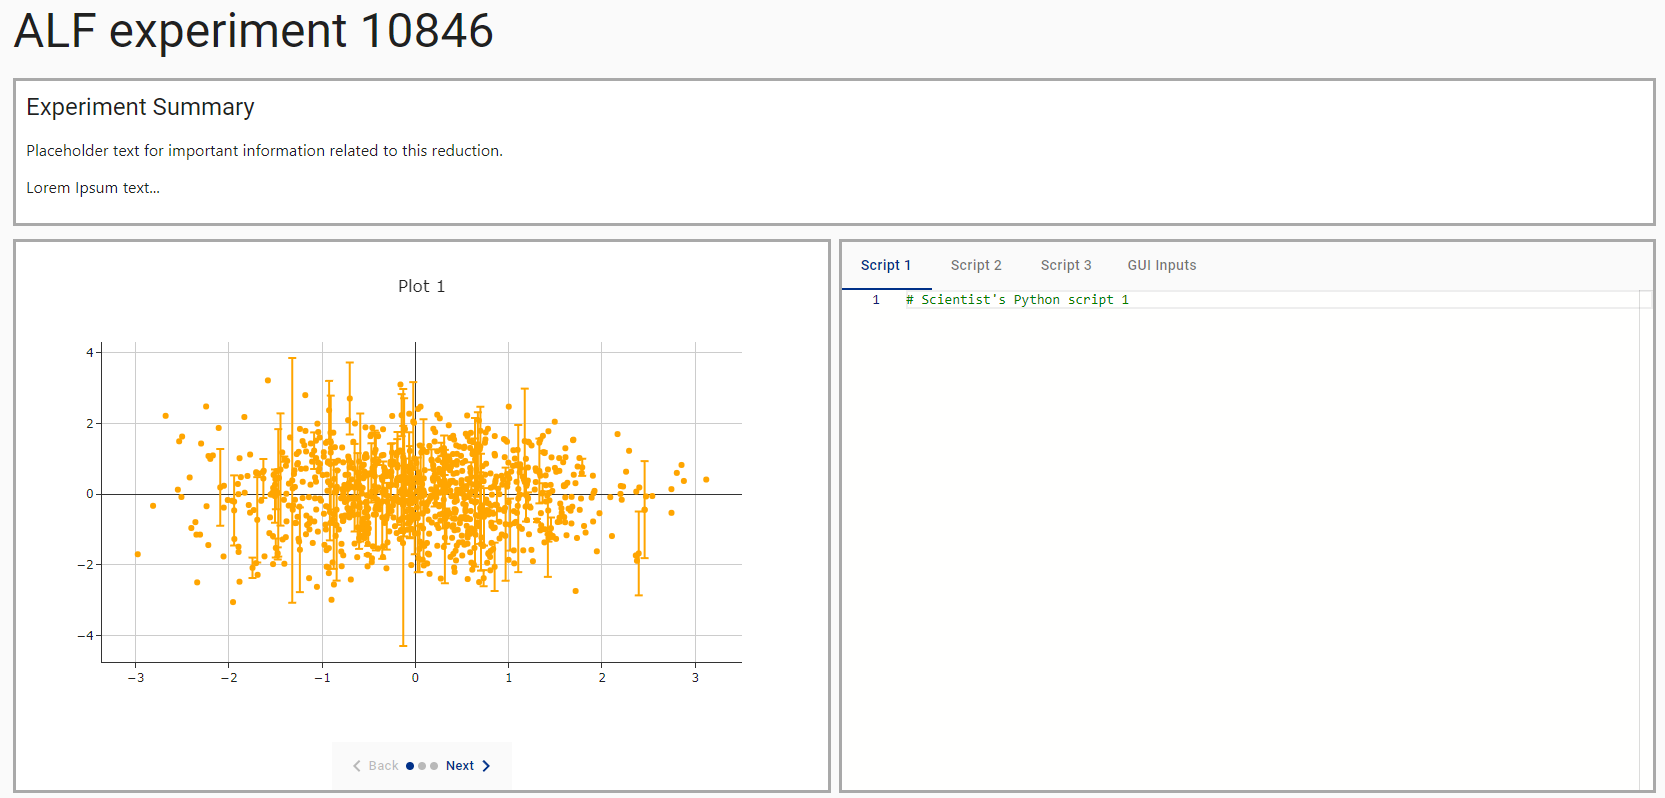 ALF experiment 10846
Experiment Summary
Placeholder text for important information related to this reduction.
Lorem Ipsum text...
Plot 1
4
2
0
−2
−4
−3 −2 −1 0 1 2 3
Back Next
Script 1 Script 2 Script 3 GUI Inputs
1 # Scientist's Python script 1